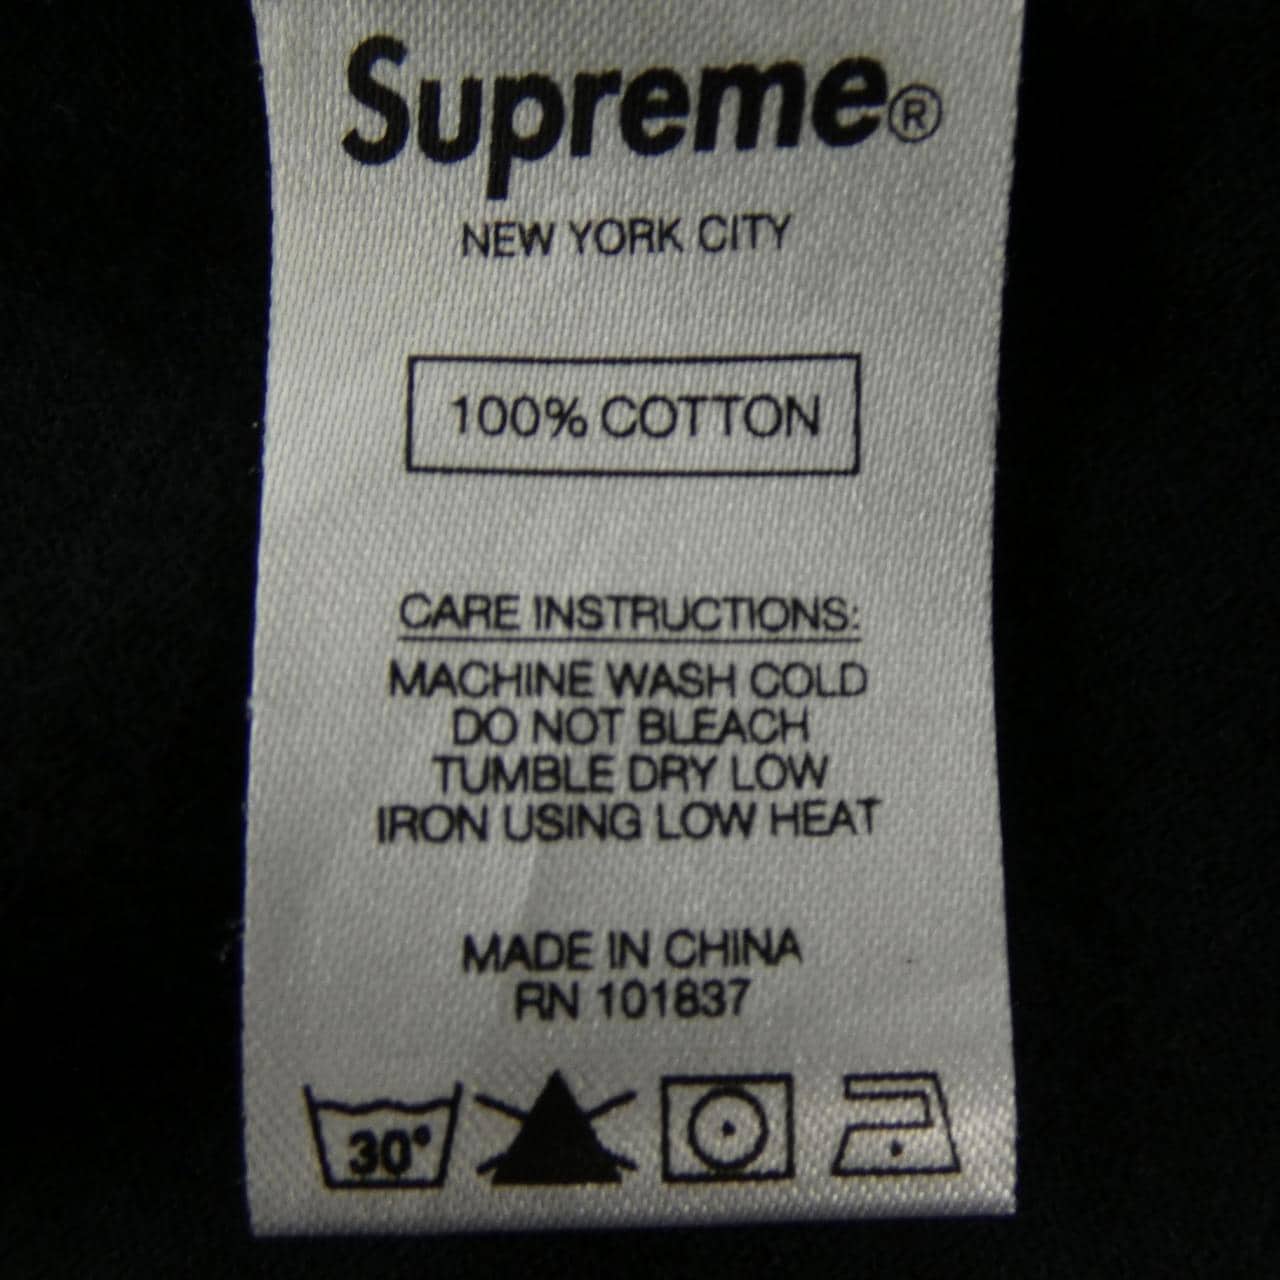 Supreme®
NEW YORK CITY
100% COTTON
CARE INSTRUCTIONS:
MACHINE WASH COLD
DO NOT BLEACH
TUMBLE DRY LOW
IRON USING LOW HEAT
MADE IN CHINA
RN 101837
30°